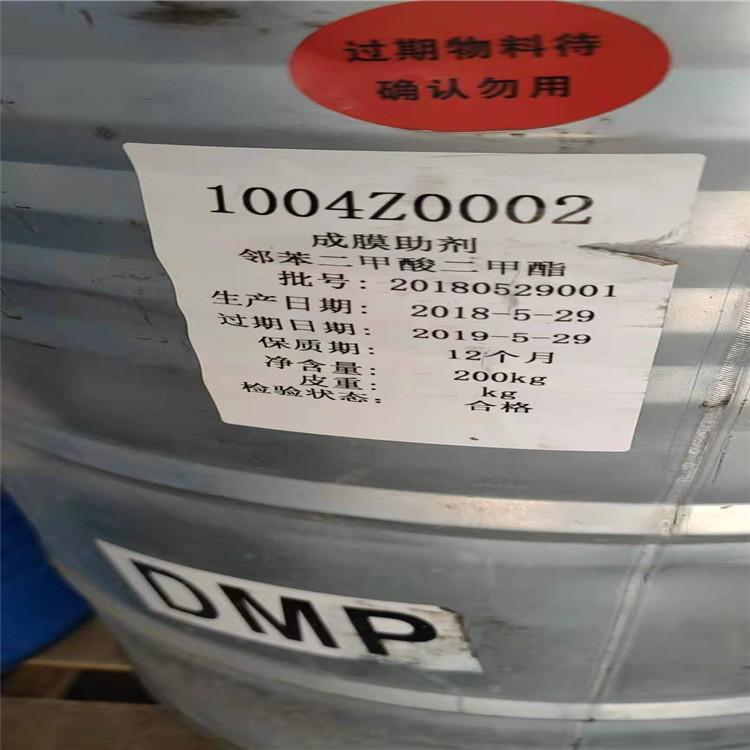 过期物料待
确认勿用
1004Z0002
成膜助剂
邻苯二甲酸二甲酯
批号: 20180529001
生产日期: 2018-5-29
过期日期: 2019-5-29
保质期: 12个月
净含量: 200kg
皮重: kg
检验状态: 合格
DMP